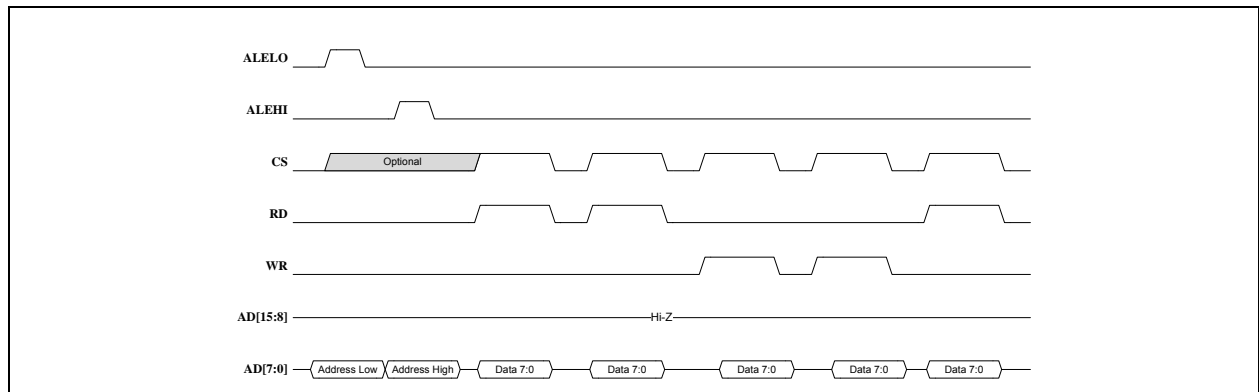 ALELO
ALEHI
CS Optional
RD
WR
AD[15:8] Hi-Z
AD[7:0] Address Low Address High Data 7:0 Data 7:0 Data 7:0 Data 7:0 Data 7:0